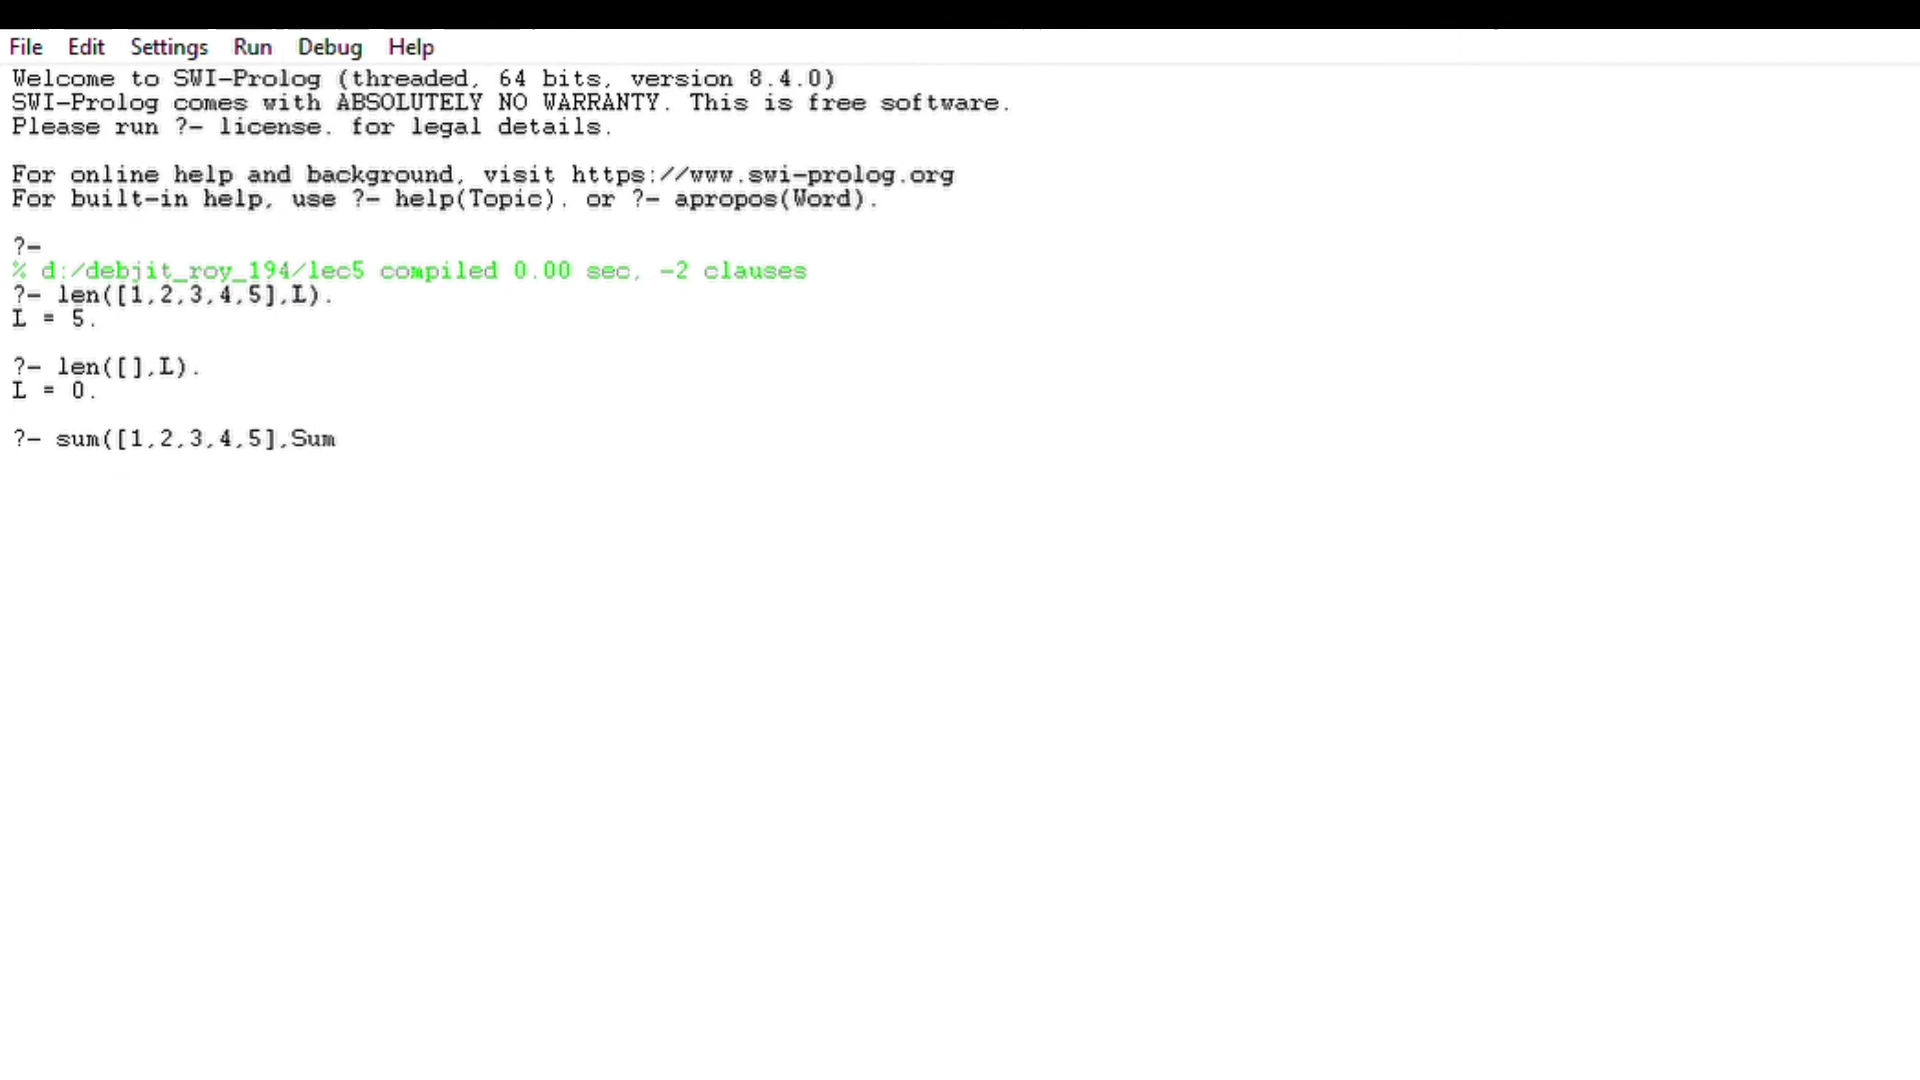 File Edit Settings Run Debug Help
Welcome to SWI-Prolog (threaded, 64 bits, version 8.4.0)
SWI-Prolog comes with ABSOLUTELY NO WARRANTY. This is free software.
Please run ?- license. for legal details.
For online help and background, visit https://www.swi-prolog.org
For built-in help, use ?- help(Topic). or ?- apropos(Word).
?-
% d:/debjit_roy_194/lec5 compiled 0.00 sec, -2 clauses
?- len([1,2,3,4,5],L).
L = 5.
?- len([],L).
L = 0.
?- sum([1,2,3,4,5],Sum